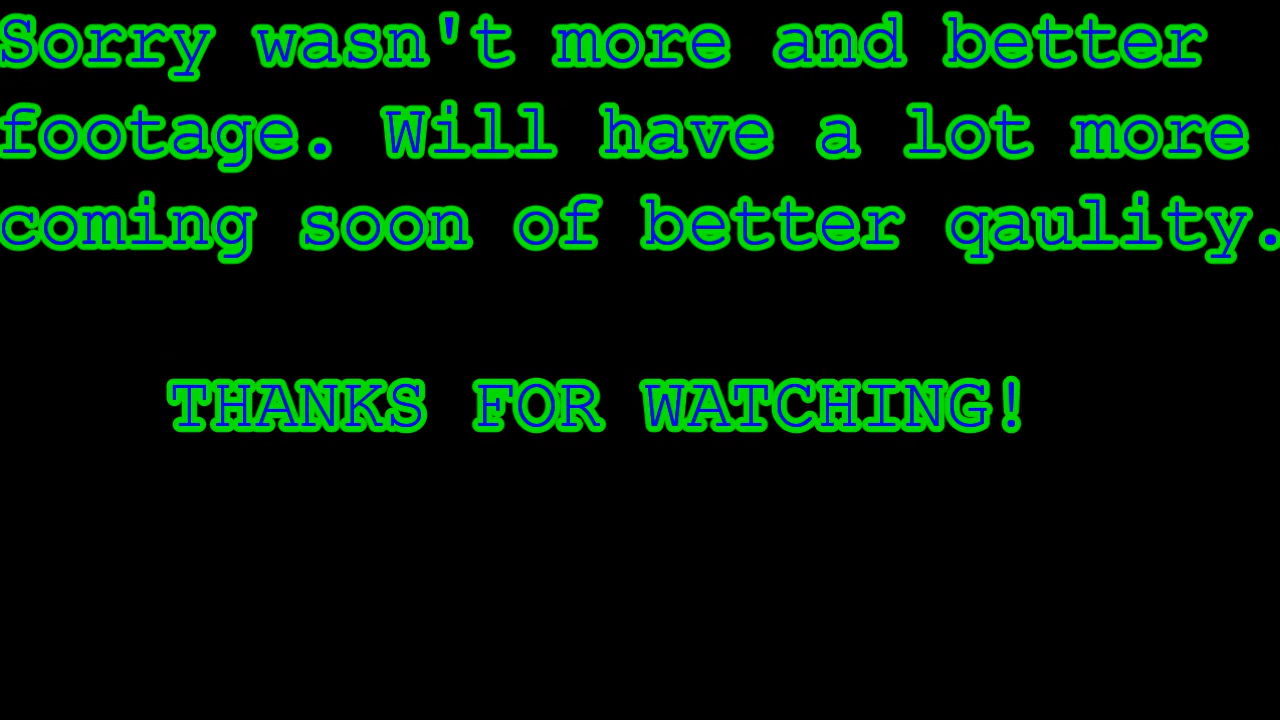 Sorry wasn't more and better
footage. Will have a lot more
coming soon of better qaulity.
THANKS FOR WATCHING!